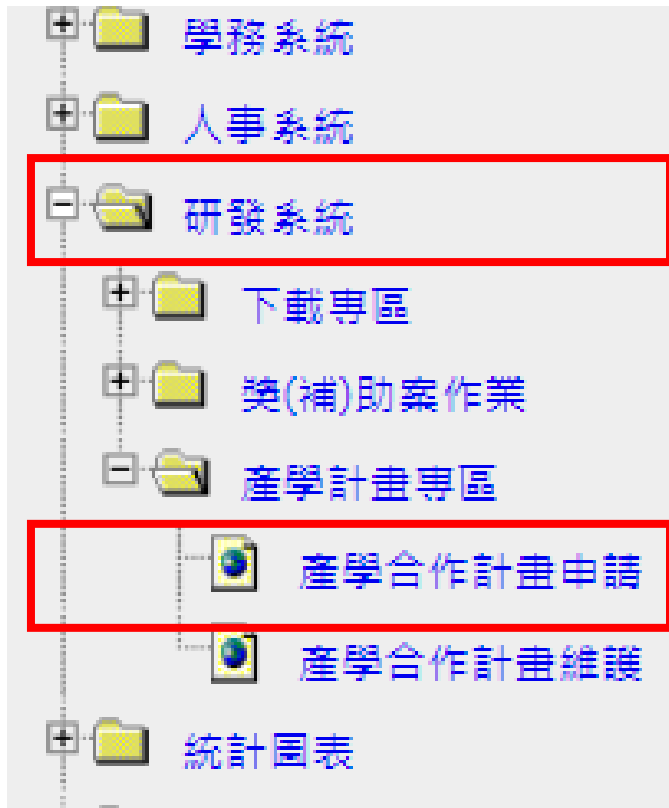 學務系統
人事系統
研發系統
下載專區
獎(補)助案作業
產學計畫專區
產學合作計畫申請
產學合作計畫維護
統計圖表